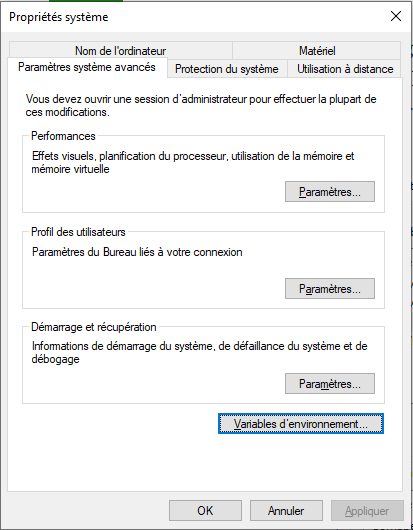 Propriétés système
Nom de l'ordinateur
Matériel
Paramètres système avancés
Protection du système
Utilisation à distance
Vous devez ouvrir une session d'administrateur pour effectuer la plupart de
ces modifications.
Performances
Effets visuels, planification du processeur, utilisation de la mémoire et
mémoire virtuelle
Paramètres...
Profil des utilisateurs
Paramètres du Bureau liés à votre connexion
Paramètres...
Démarrage et récupération
Informations de démarrage du système, de défaillance du système et de
débogage
Paramètres...
Variables d'environnement...
OK
Annuler
Appliquer